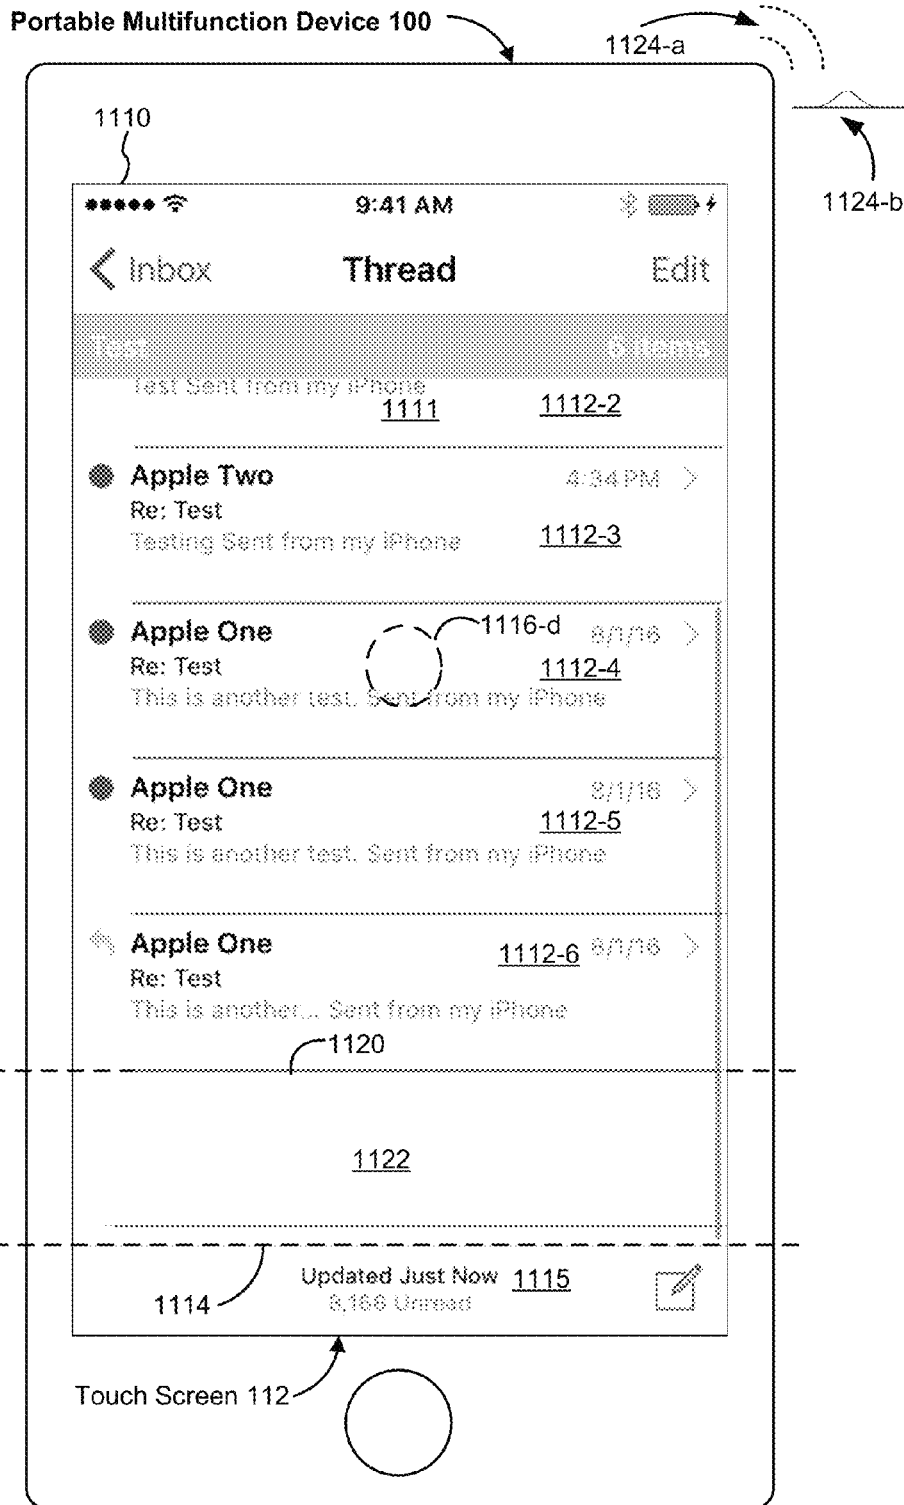 Portable Multifunction Device 100
1124-a
1110
1124-b
9:41 AM
Inbox
Thread
Edit
Test
6 Items
Test Sent from my iPhone
1111
1112-2
Apple Two
4:34 PM
Re: Test
Testing Sent from my iPhone
1112-3
Apple One
1116-d
8/1/16
Re: Test
1112-4
This is another test. Sent from my iPhone
Apple One
8/1/16
Re: Test
1112-5
This is another test. Sent from my iPhone
Apple One
1112-6
8/1/16
Re: Test
This is another... Sent from my iPhone
1120
1122
Updated Just Now
1115
8,166 Unread
1114
Touch Screen 112